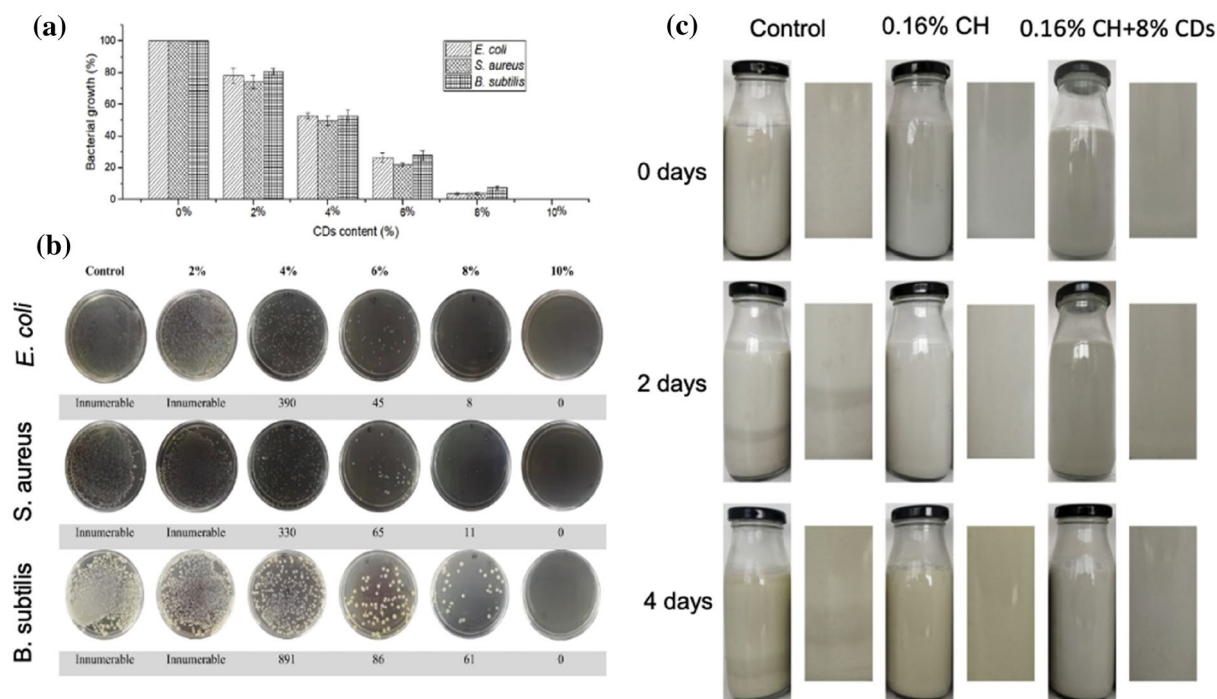 (a)
Bacterial growth (%)
100
80
60
40
20
0
E. coli
S. aureus
B. subtilis
0% 2% 4% 6% 8% 10%
CDs content (%)
(b)
Control 2% 4% 6% 8% 10%
E. coli
Innumerable Innumerable 390 45 8 0
S. aureus
Innumerable Innumerable 330 65 11 0
B. subtilis
Innumerable Innumerable 891 86 61 0
(c)
Control 0.16% CH 0.16% CH+8% CDs
0 days
2 days
4 days